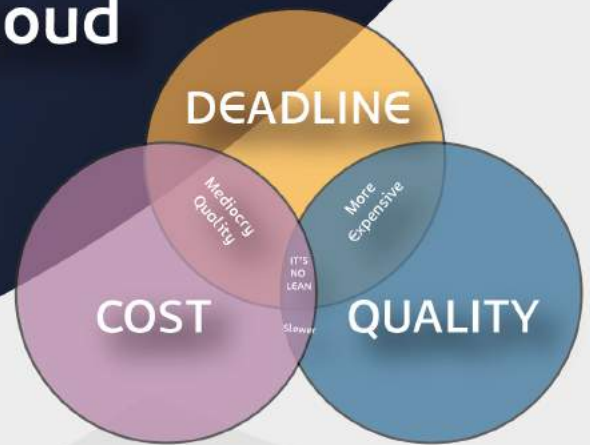 oud
DEADLINE
Mediocry
Quality
More
Expensive
IT'S
NO
LEAN
COST
Slower
QUALITY